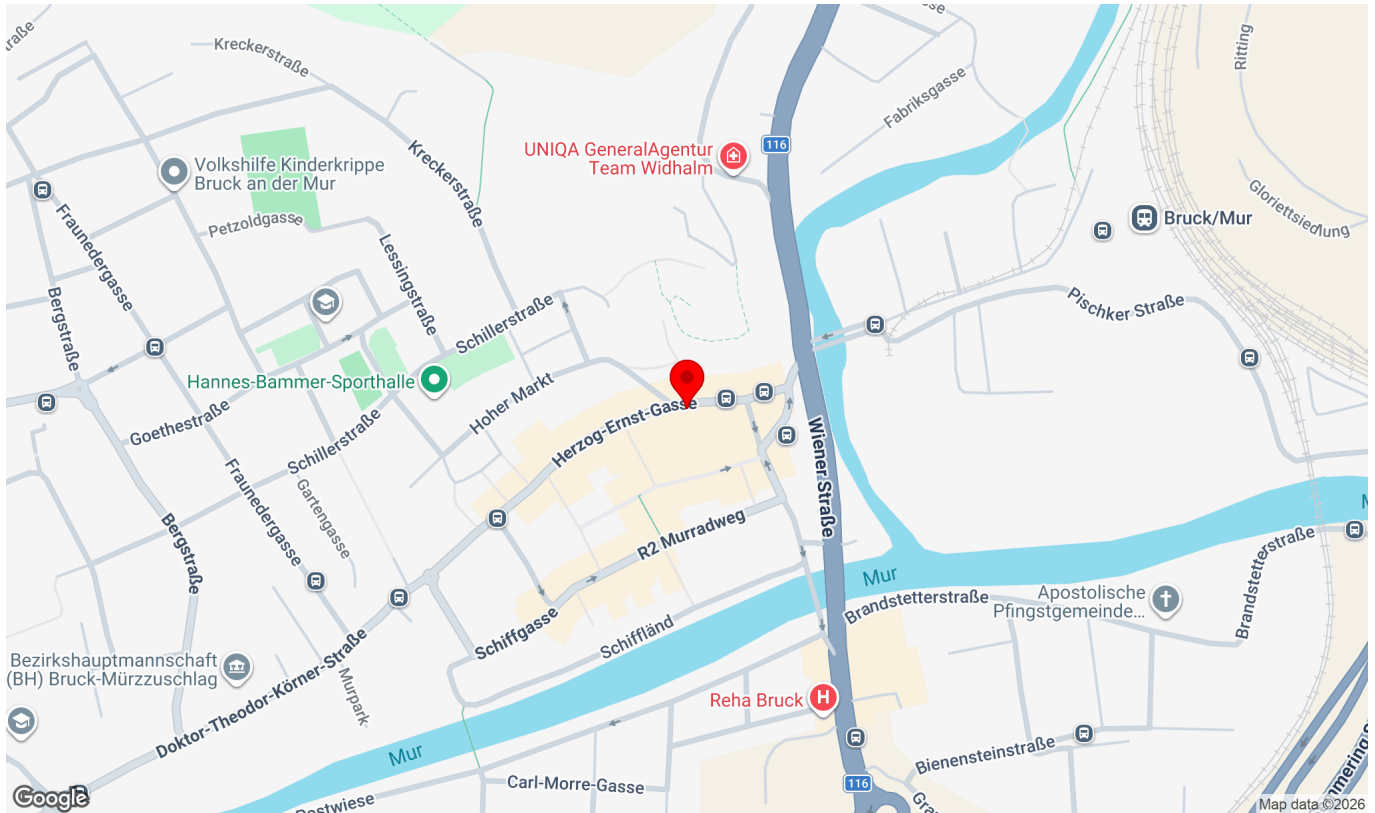 Kreckerstraße
Ritting
Fabriksgasse
116
UNIQA GeneralAgentur
Team Widhalm
Kreckerstraße
Volkshilfe Kinderkrippe
Bruck an der Mur
Gloriettsiedlung
Bruck/Mur
Petzoldgasse
Fraunedergasse
Lessingstraße
Bergstraße
Schillerstraße
Pischker Straße
Hannes-Bammer-Sporthalle
Hoher Markt
Herzog-Ernst-Gasse
Goethestraße
Schillerstraße
Wiener Straße
Fraunedergasse
Gartengasse
Bergstraße
R2 Murradweg
Mur
Brandstetterstraße
Brandstetterstraße
Apostolische
Pfingstgemeinde...
Schiffgasse
Schiffländ
Bezirkshauptmannschaft
(BH) Bruck-Mürzzuschlag
Doktor-Theodor-Körner-Straße
Murpark
Reha Bruck
H
Mur
Bienensteinstraße
116
Carl-Morre-Gasse
Google
Map data ©2026